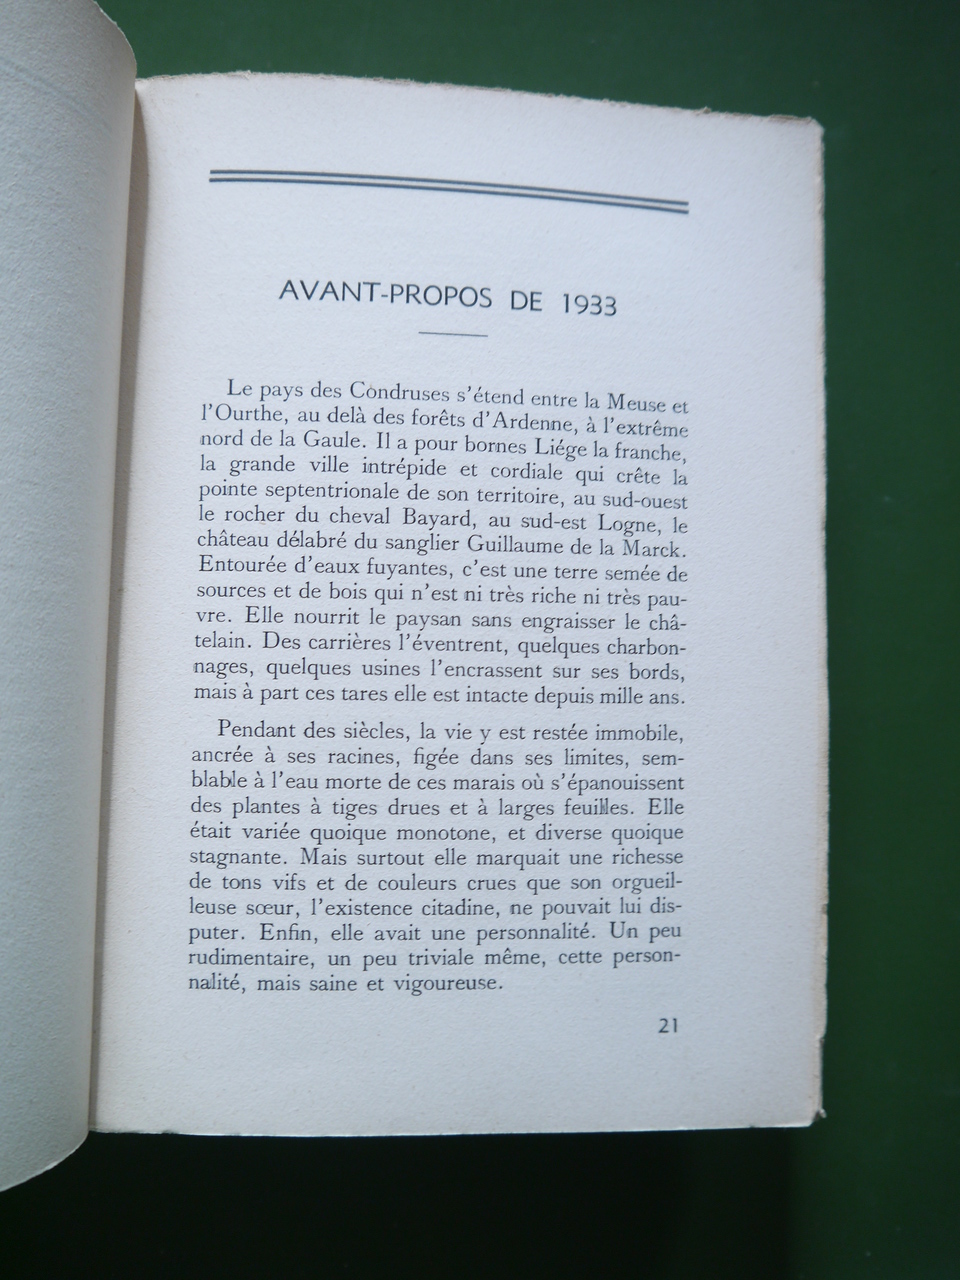 AVANT-PROPOS DE 1933
Le pays des Condruses s'étend entre la Meuse et
l'Ourthe, au delà des forêts d'Ardenne, à l'extrême
nord de la Gaule. Il a pour bornes Liége la franche,
la grande ville intrépide et cordiale qui crête la
pointe septentrionale de son territoire, au sud-ouest
le rocher du cheval Bayard, au sud-est Logne, le
château délabré du sanglier Guillaume de la Marck.
Entourée d'eaux fuyantes, c'est une terre semée de
sources et de bois qui n'est ni très riche ni très pau-
vre. Elle nourrit le paysan sans engraisser le châ-
telain. Des carrières l'éventrent, quelques charbon-
nages, quelques usines l'encrassent sur ses bords,
mais à part ces tares elle est intacte depuis mille ans.
Pendant des siècles, la vie y est restée immobile,
ancrée à ses racines, figée dans ses limites, sem-
blable à l'eau morte de ces marais où s'épanouissent
des plantes à tiges drues et à larges feuilles. Elle
était variée quoique monotone, et diverse quoique
stagnante. Mais surtout elle marquait une richesse
de tons vifs et de couleurs crues que son orgueil-
leuse sœur, l'existence citadine, ne pouvait lui dis-
puter. Enfin, elle avait une personnalité. Un peu
rudimentaire, un peu triviale même, cette person-
nalité, mais saine et vigoureuse.
21